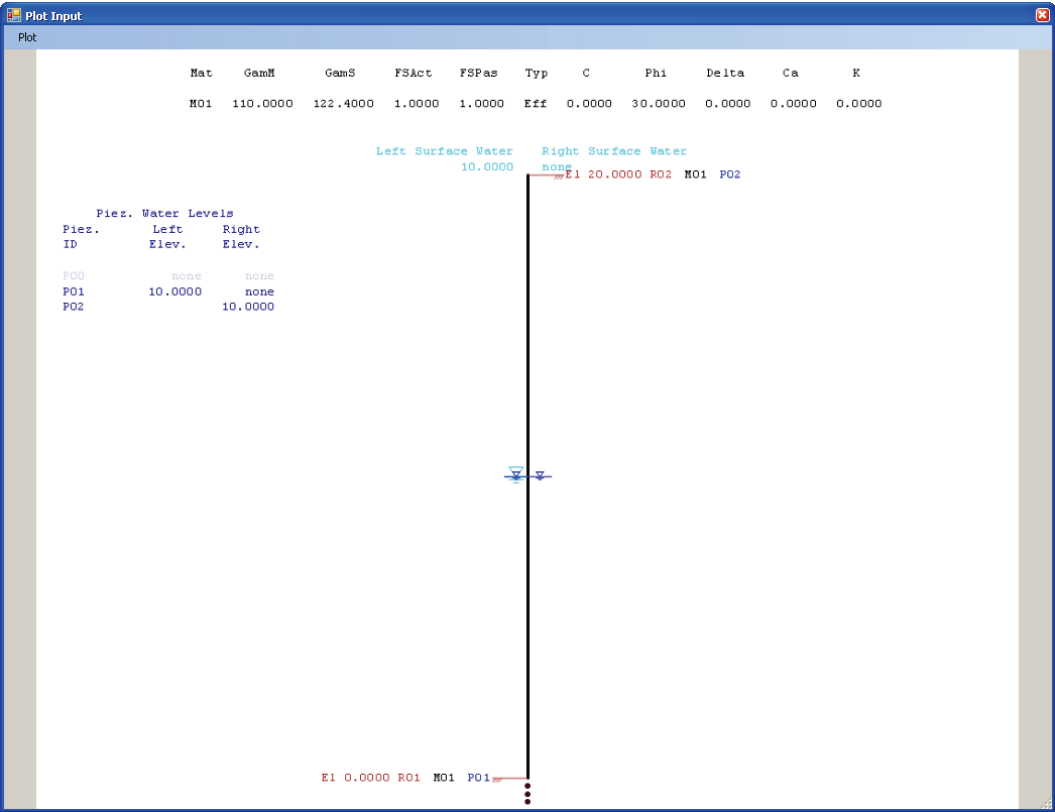 Plot Input
Plot
Mat GamM GamS FSAct FSPas Typ C Phi Delta Ca K
M01 110.0000 122.4000 1.0000 1.0000 Eff 0.0000 30.0000 0.0000 0.0000 0.0000
Left Surface Water Right Surface Water
10.0000 none
El 20.0000 R02 M01 P02
Piez. Water Levels
Piez. Left Right
ID Elev. Elev.
P00 none none
P01 10.0000 none
P02 10.0000
El 0.0000 R01 M01 P01